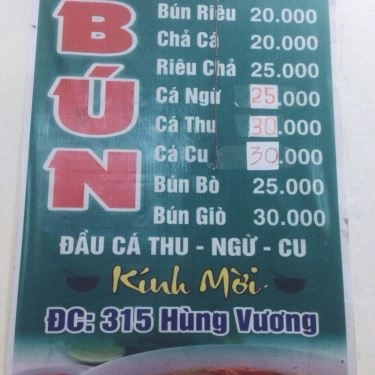 BÚN
Bún Riêu 20.000
Chả Cá 20.000
Riêu Chả 25.000
Cá Ngừ 25.000
Cá Thu 30.000
Cá Cu 30.000
Bún Bò 25.000
Bún Giò 30.000
ĐẦU CÁ THU - NGỪ - CU
Kính Mời
ĐC: 315 Hùng Vương